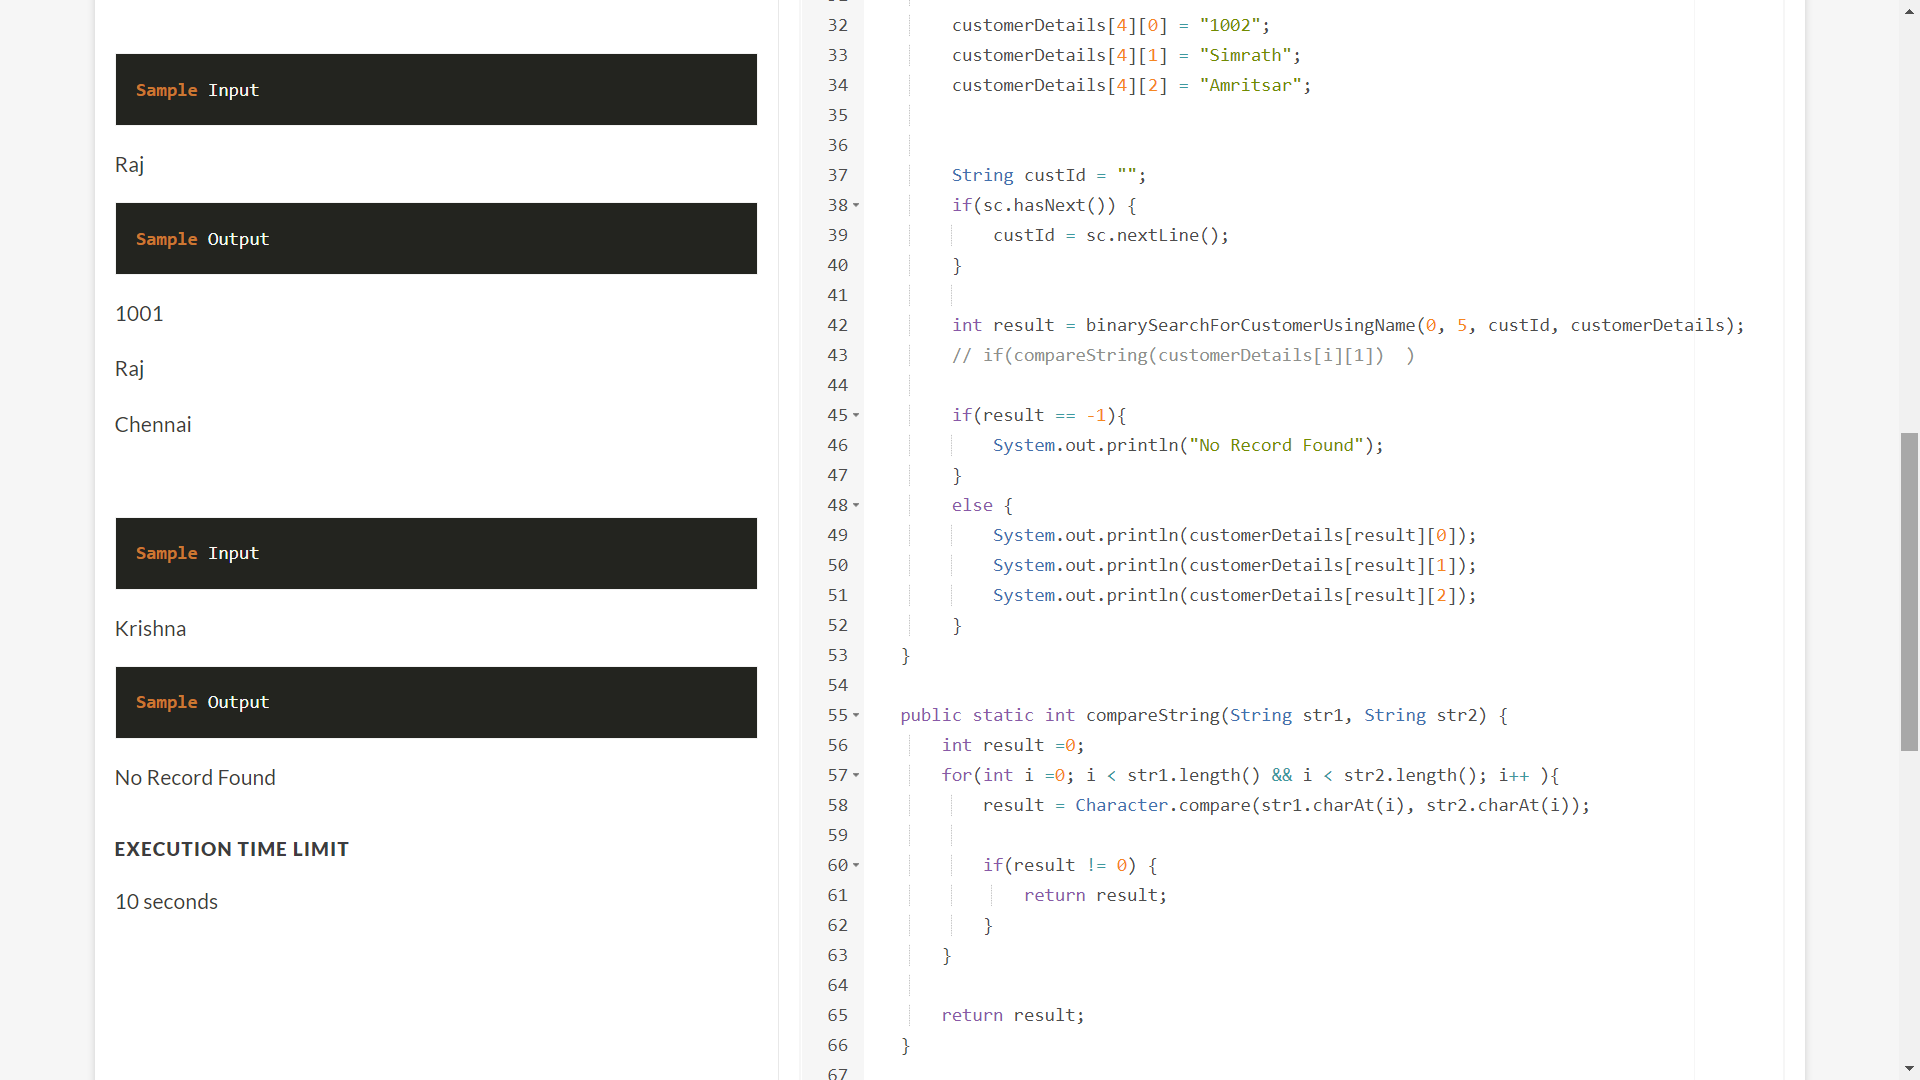 Sample Input
Raj
Sample Output
1001
Raj
Chennai
Sample Input
Krishna
Sample Output
No Record Found
EXECUTION TIME LIMIT
10 seconds
32 customerDetails[4][0] = "1002";
33 customerDetails[4][1] = "Simrath";
34 customerDetails[4][2] = "Amritsar";
35
36
37 String custId = "";
38 if(sc.hasNext()) {
39 custId = sc.nextLine();
40 }
41
42 int result = binarySearchForCustomerUsingName(0, 5, custId, customerDetails);
43 // if(compareString(customerDetails[i][1])  )
44
45 if(result == -1){
46 System.out.println("No Record Found");
47 }
48 else {
49 System.out.println(customerDetails[result][0]);
50 System.out.println(customerDetails[result][1]);
51 System.out.println(customerDetails[result][2]);
52 }
53 }
54
55 public static int compareString(String str1, String str2) {
56 int result =0;
57 for(int i =0; i < str1.length() && i < str2.length(); i++ ){
58 result = Character.compare(str1.charAt(i), str2.charAt(i));
59
60 if(result != 0) {
61 return result;
62 }
63 }
64
65 return result;
66 }
67